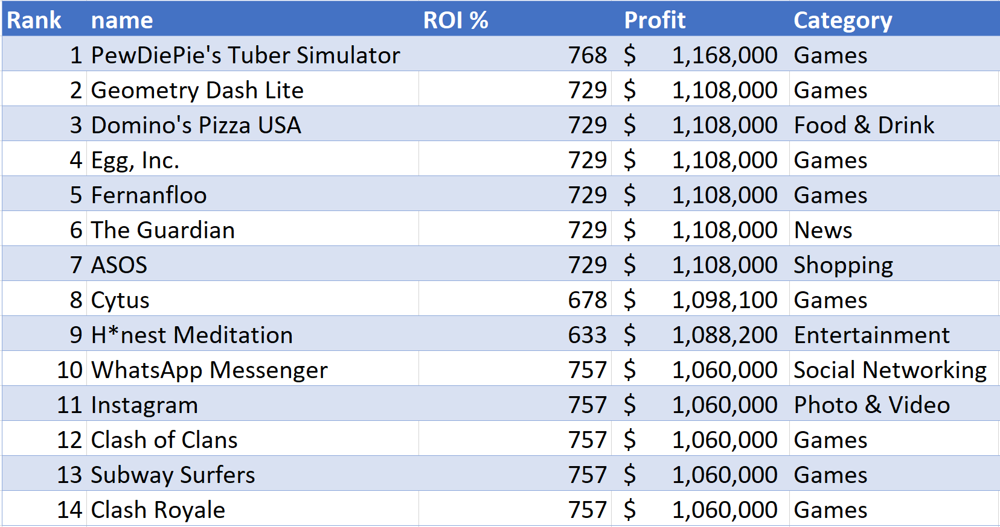 Rank name ROI % Profit Category
1 PewDiePie's Tuber Simulator 768 $ 1,168,000 Games
2 Geometry Dash Lite 729 $ 1,108,000 Games
3 Domino's Pizza USA 729 $ 1,108,000 Food & Drink
4 Egg, Inc. 729 $ 1,108,000 Games
5 Fernanfloo 729 $ 1,108,000 Games
6 The Guardian 729 $ 1,108,000 News
7 ASOS 729 $ 1,108,000 Shopping
8 Cytus 678 $ 1,098,100 Games
9 H*nest Meditation 633 $ 1,088,200 Entertainment
10 WhatsApp Messenger 757 $ 1,060,000 Social Networking
11 Instagram 757 $ 1,060,000 Photo & Video
12 Clash of Clans 757 $ 1,060,000 Games
13 Subway Surfers 757 $ 1,060,000 Games
14 Clash Royale 757 $ 1,060,000 Games